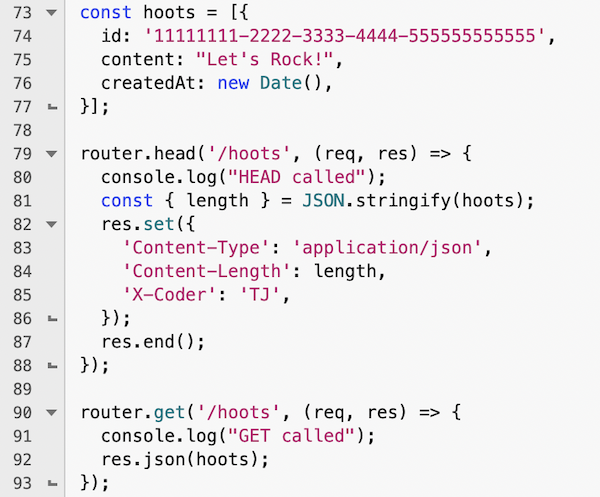 73 const hoots = [{
74   id: '11111111-2222-3333-4444-555555555555',
75   content: "Let's Rock!",
76   createdAt: new Date(),
77 }];
78
79 router.head('/hoots', (req, res) => {
80   console.log("HEAD called");
81   const { length } = JSON.stringify(hoots);
82   res.set({
83     'Content-Type': 'application/json',
84     'Content-Length': length,
85     'X-Coder': 'TJ',
86   });
87   res.end();
88 });
89
90 router.get('/hoots', (req, res) => {
91   console.log("GET called");
92   res.json(hoots);
93 });